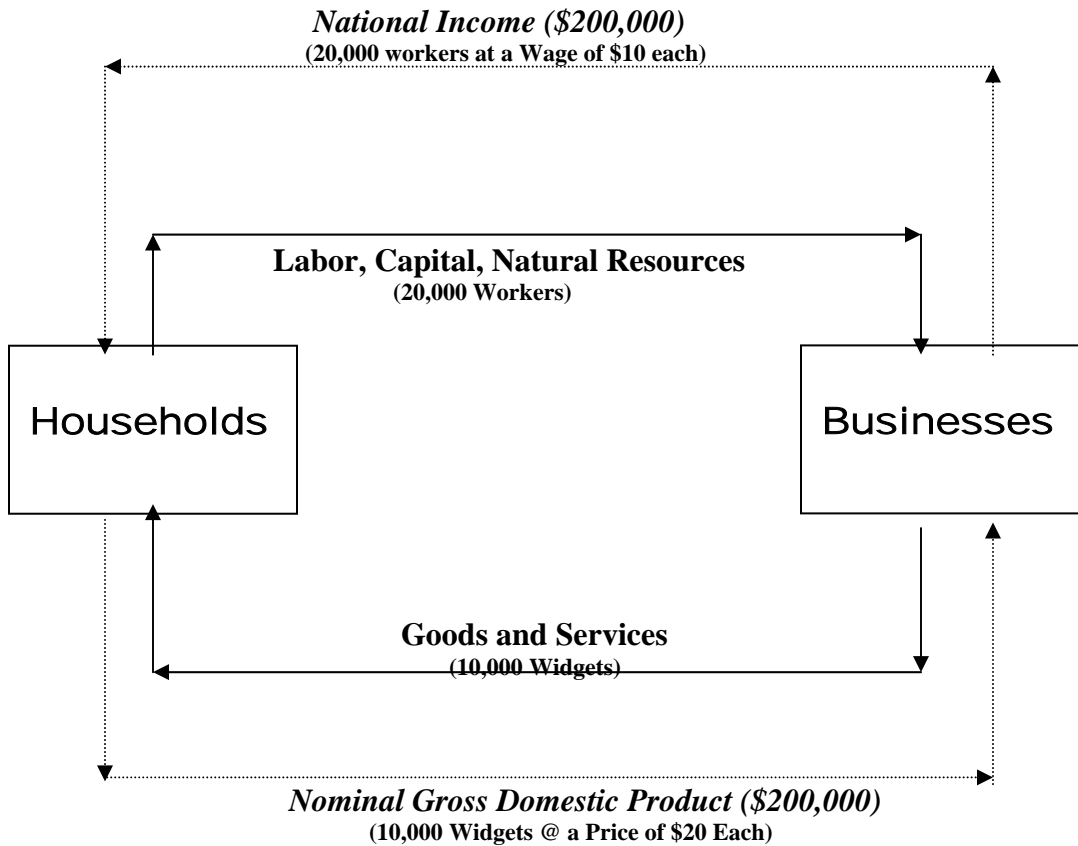 National Income ($200,000)
(20,000 workers at a Wage of $10 each)
Labor, Capital, Natural Resources
(20,000 Workers)
Households
Businesses
Goods and Services
(10,000 Widgets)
Nominal Gross Domestic Product ($200,000)
(10,000 Widgets @ a Price of $20 Each)